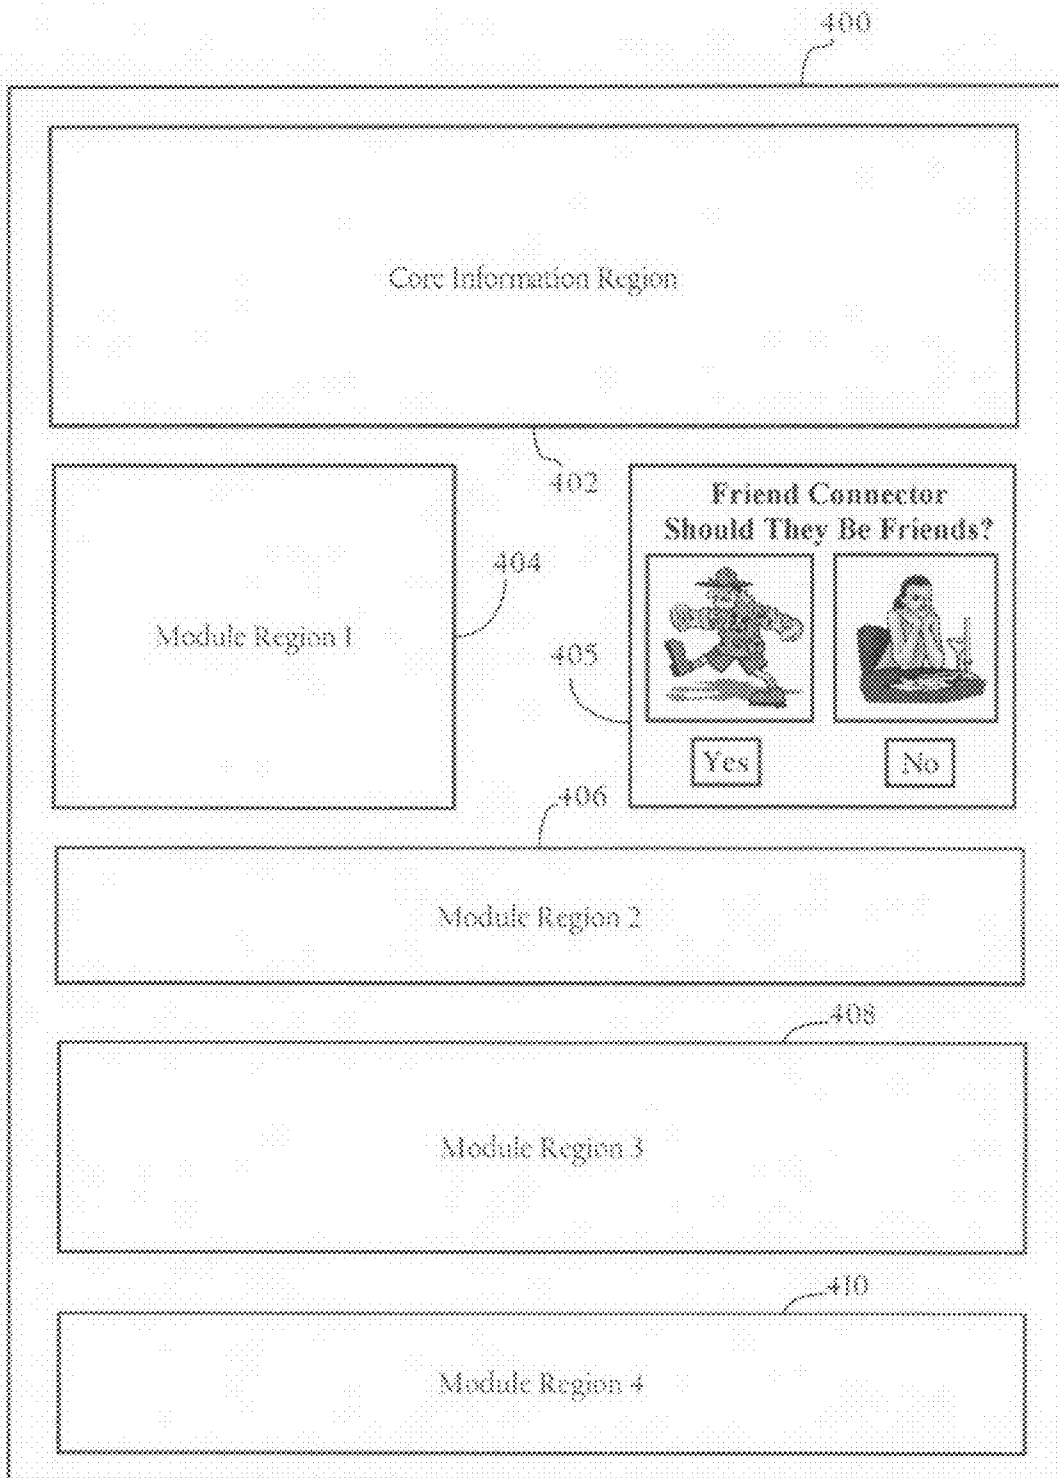 400
Core Information Region
402
Friend Connector
Should They Be Friends?
404
Module Region 1
405
Yes
No
406
Module Region 2
408
Module Region 3
410
Module Region 4